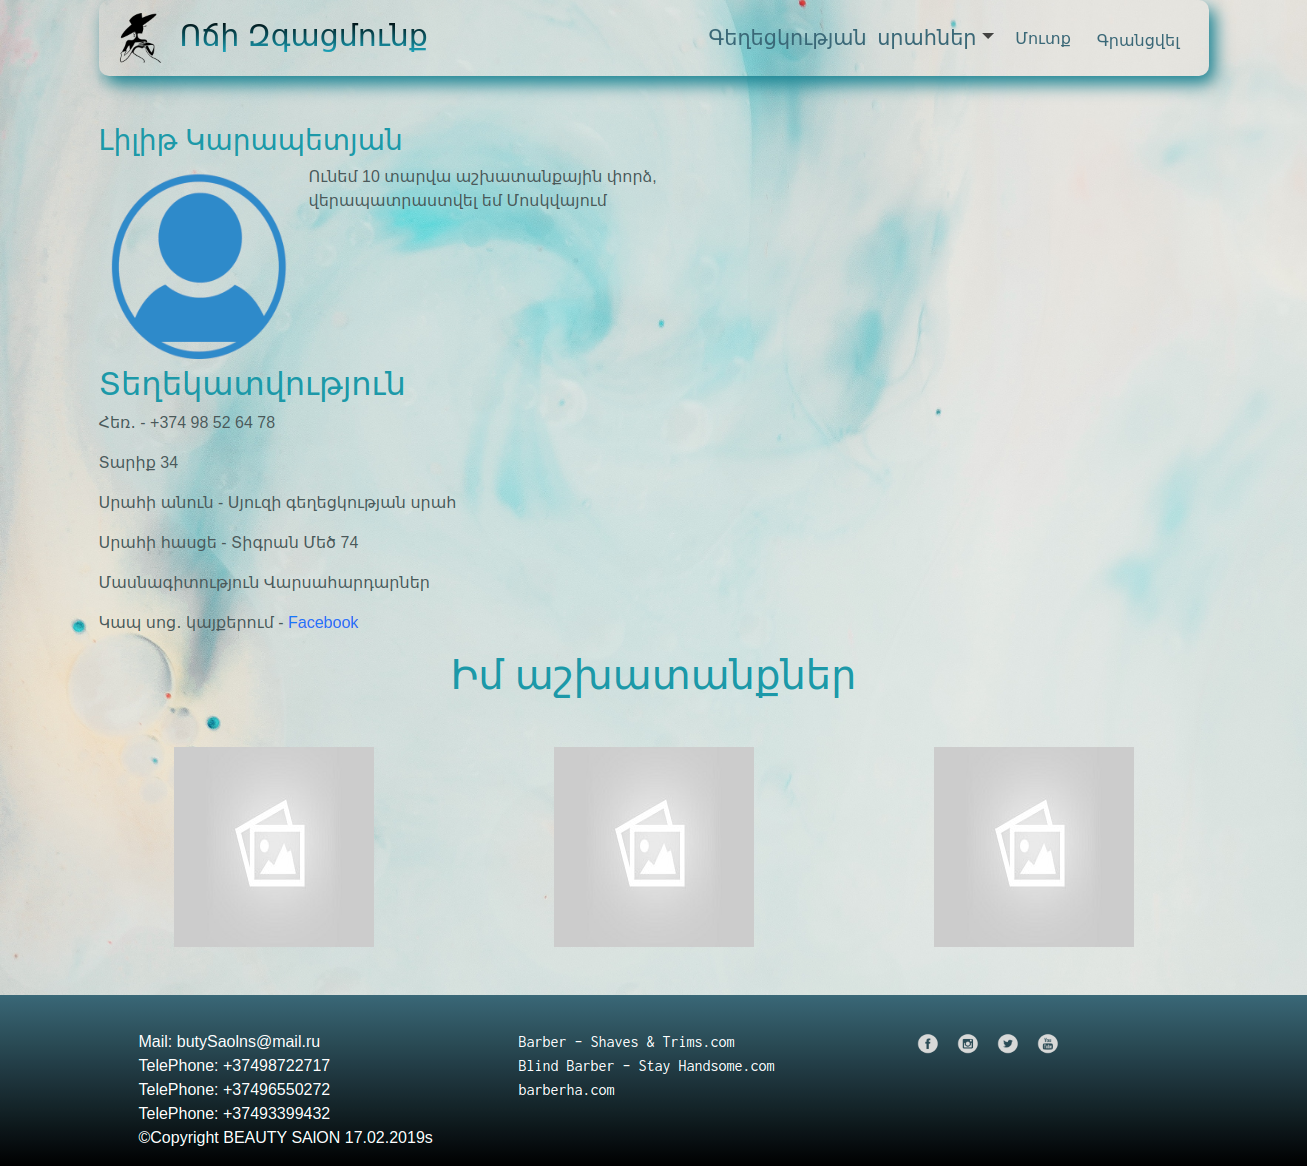 Ոճի Զգացմունք
Գեղեցկության սրահներ
Մուտք
Գրանցվել
Լիլիթ Կարապետյան
Ունեմ 10 տարվա աշխատանքային փորձ,
վերապատրաստվել եմ Մոսկվայում
Տեղեկատվություն
Հեռ․ - +374 98 52 64 78
Տարիք 34
Սրահի անուն - Սյուզի գեղեցկության սրահ
Սրահի հասցե - Տիգրան Մեծ 74
Մասնագիտություն Վարսահարդարներ
Կապ սոց․ կայքերում - Facebook
Իմ աշխատանքներ
Mail: butySaolns@mail.ru
TelePhone: +37498722717
TelePhone: +37496550272
TelePhone: +37493399432
©Copyright BEAUTY SAlON 17.02.2019s
Barber - Shaves & Trims.com
Blind Barber - Stay Handsome.com
barberha.com
You
Tube